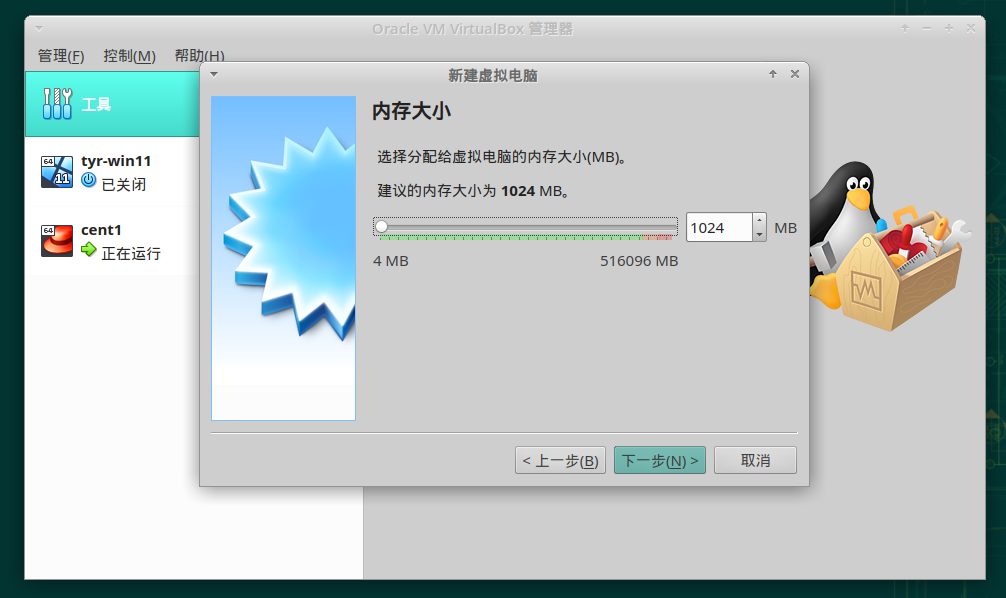 Oracle VM VirtualBox 管理器
管理(F) 控制(M) 帮助(H)
新建虚拟电脑
工具
64
11
tyr-win11
已关闭
64
cent1
正在运行
内存大小
选择分配给虚拟电脑的内存大小(MB)。
建议的内存大小为 1024 MB。
1024 MB
4 MB 516096 MB
< 上一步(B) 下一步(N) > 取消